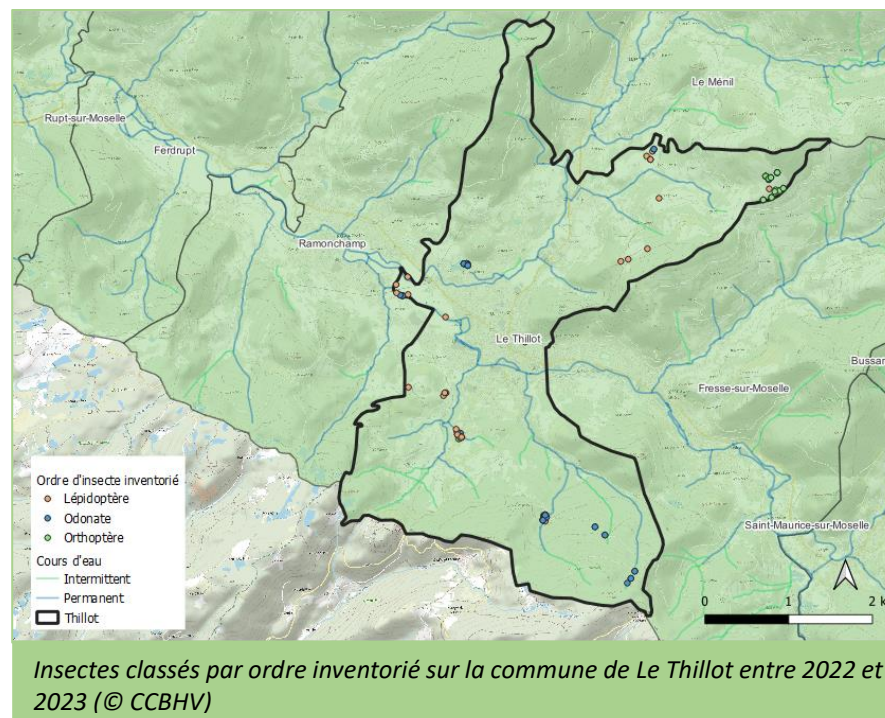 Le Ménil
Rupt-sur-Moselle
Ferdrupt
Ramonchamp
Le Thillot
Bussan
Fresse-sur-Moselle
Saint-Maurice-sur-Moselle
Ordre d'insecte inventorié
Lépidoptère
Odonate
Orthoptère
Cours d'eau
Intermittent
Permanent
Thillot
0 1 2 k
Insectes classés par ordre inventorié sur la commune de Le Thillot entre 2022 et
2023 (© CCBHV)